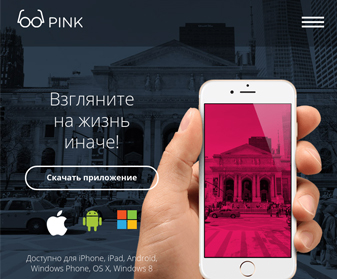 PINK
Взгляните
на жизнь
иначе!
Скачать приложение
Доступно для iPhone, iPad, Android,
Windows Phone, OS X, Windows 8